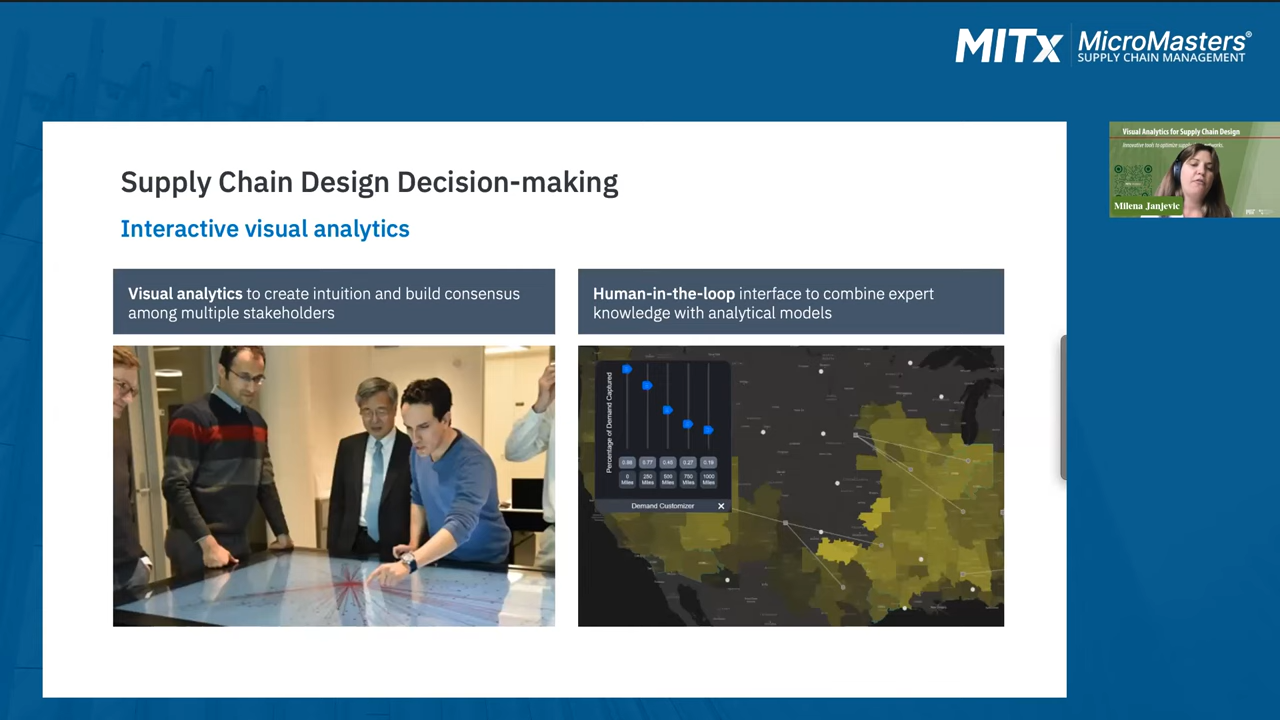 MITx MicroMasters®
SUPPLY CHAIN MANAGEMENT
Visual Analytics for Supply Chain Design
Milena Janjevic
Supply Chain Design Decision-making
Interactive visual analytics
Visual analytics to create intuition and build consensus
among multiple stakeholders
Human-in-the-loop interface to combine expert
knowledge with analytical models
Percentage of Demand Captured
0.77 0.45 0.27 0.19
0 250 500 750 1000
Miles Miles Miles Miles Miles
Demand Customizer